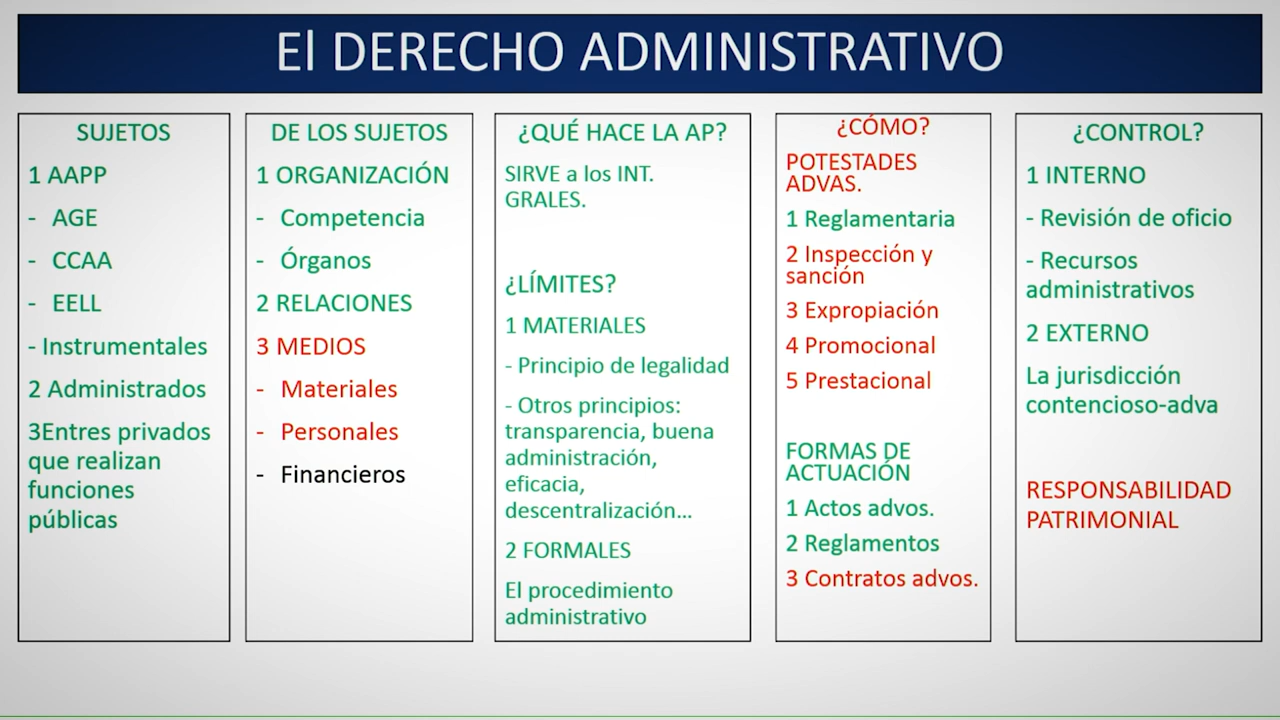 El DERECHO ADMINISTRATIVO
SUJETOS
1 AAPP
- AGE
- CCAA
- EELL
- Instrumentales
2 Administrados
3Entres privados
que realizan
funciones
públicas
DE LOS SUJETOS
1 ORGANIZACIÓN
- Competencia
- Órganos
2 RELACIONES
3 MEDIOS
- Materiales
- Personales
- Financieros
¿QUÉ HACE LA AP?
SIRVE a los INT.
GRALES.
¿LÍMITES?
1 MATERIALES
- Principio de legalidad
- Otros principios:
transparencia, buena
administración,
eficacia,
descentralización...
2 FORMALES
El procedimiento
administrativo
¿CÓMO?
POTESTADES
ADVAS.
1 Reglamentaria
2 Inspección y
sanción
3 Expropiación
4 Promocional
5 Prestacional
FORMAS DE
ACTUACIÓN
1 Actos advos.
2 Reglamentos
3 Contratos advos.
¿CONTROL?
1 INTERNO
- Revisión de oficio
- Recursos
administrativos
2 EXTERNO
La jurisdicción
contencioso-adva
RESPONSABILIDAD
PATRIMONIAL